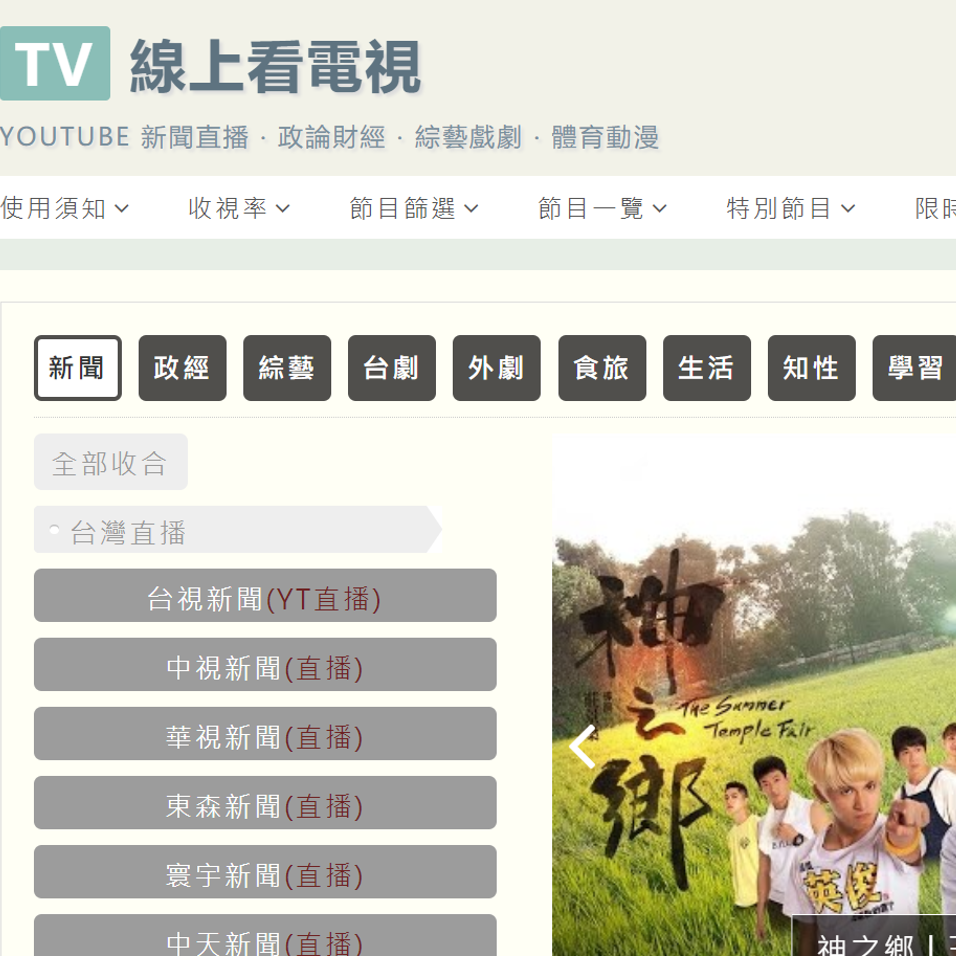 TV 線上看電視
YOUTUBE 新聞直播 · 政論財經 · 綜藝戲劇 · 體育動漫
使用須知 收視率 節目篩選 節目一覽 特別節目 限時
新聞 政經 綜藝 台劇 外劇 食旅 生活 知性 學習
全部收合
台灣直播
台視新聞(YT直播)
中視新聞(直播)
華視新聞(直播)
東森新聞(直播)
寰宇新聞(直播)
中天新聞(直播)
神之鄉
The Summer
Temple Fair
英俊
神之鄉 |